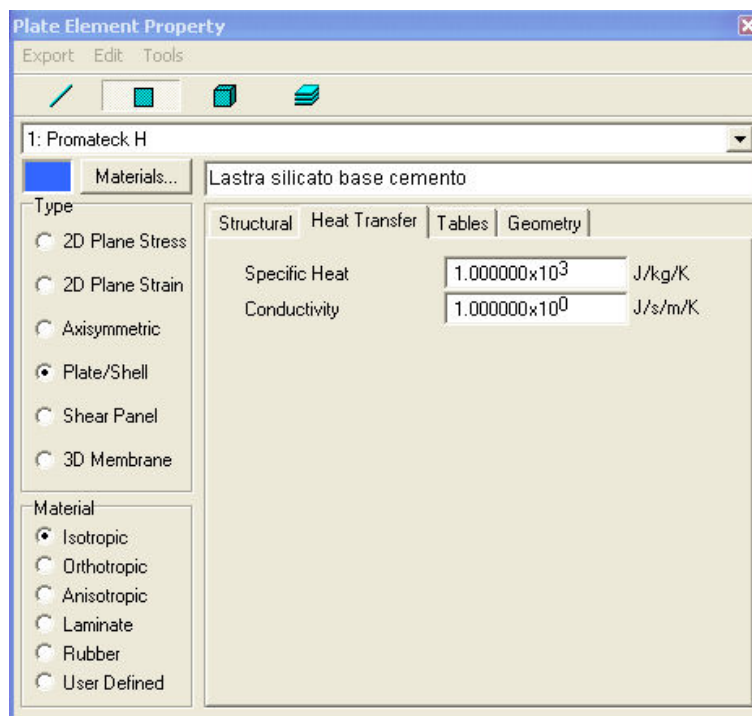 Plate Element Property
Export Edit Tools
1: Promateck H
Materials... Lastra silicato base cemento
Type
2D Plane Stress
2D Plane Strain
Axisymmetric
Plate/Shell
Shear Panel
3D Membrane
Material
Isotropic
Orthotropic
Anisotropic
Laminate
Rubber
User Defined
Structural Heat Transfer Tables Geometry
Specific Heat 1.000000x10³ J/kg/K
Conductivity 1.000000x10⁰ J/s/m/K